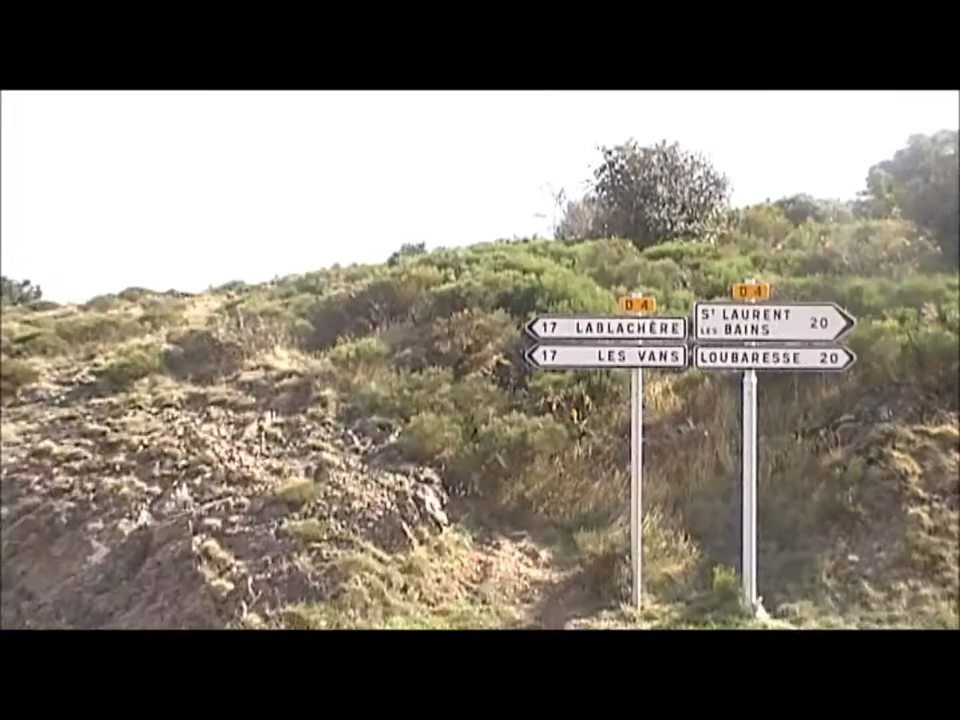 D 4
17 LABLACHÈRE
17 LES VANS
D 4
Sᵗ LAURENT
LES BAINS 20
LOUBARESSE 20